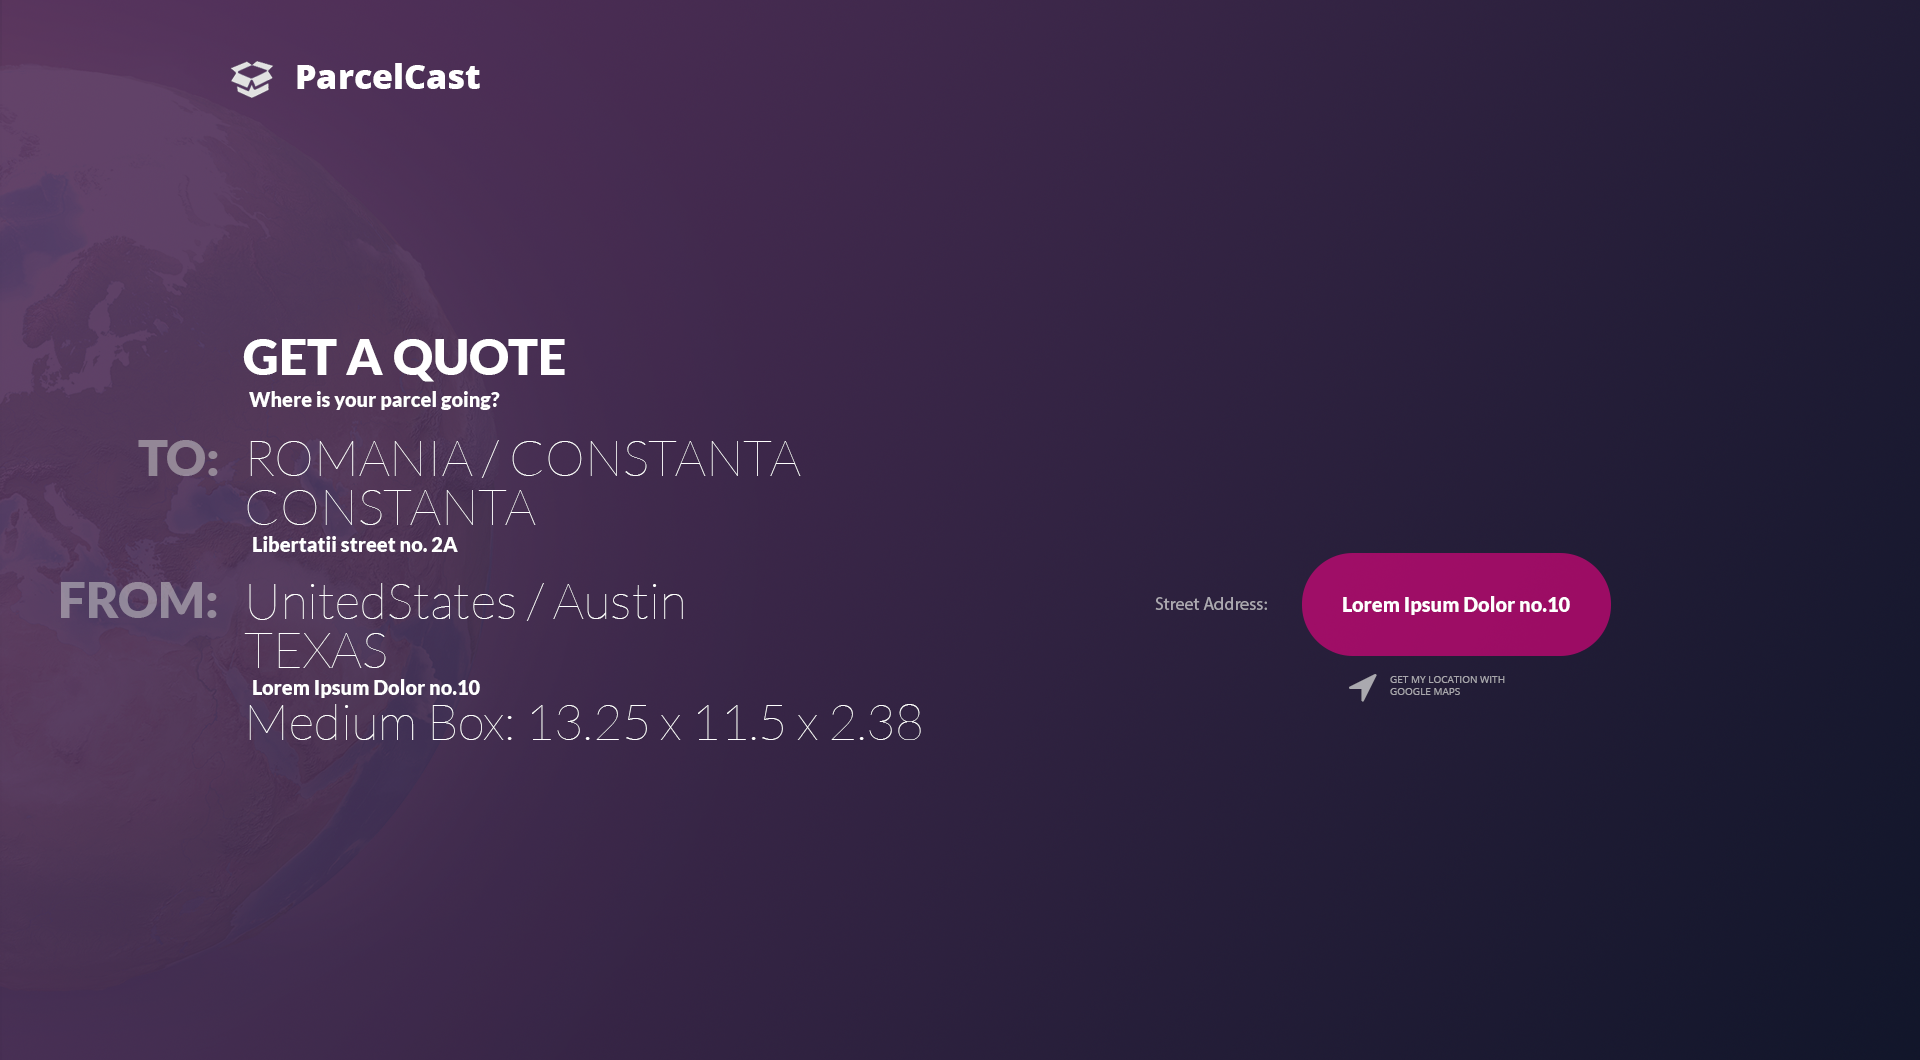 ParcelCast
GET A QUOTE
Where is your parcel going?
TO: ROMANIA / CONSTANTA
CONSTANTA
Libertatii street no. 2A
FROM: UnitedStates / Austin
TEXAS
Lorem Ipsum Dolor no.10
Medium Box: 13.25 x 11.5 x 2.38
Street Address: Lorem Ipsum Dolor no.10
GET MY LOCATION WITH
GOOGLE MAPS